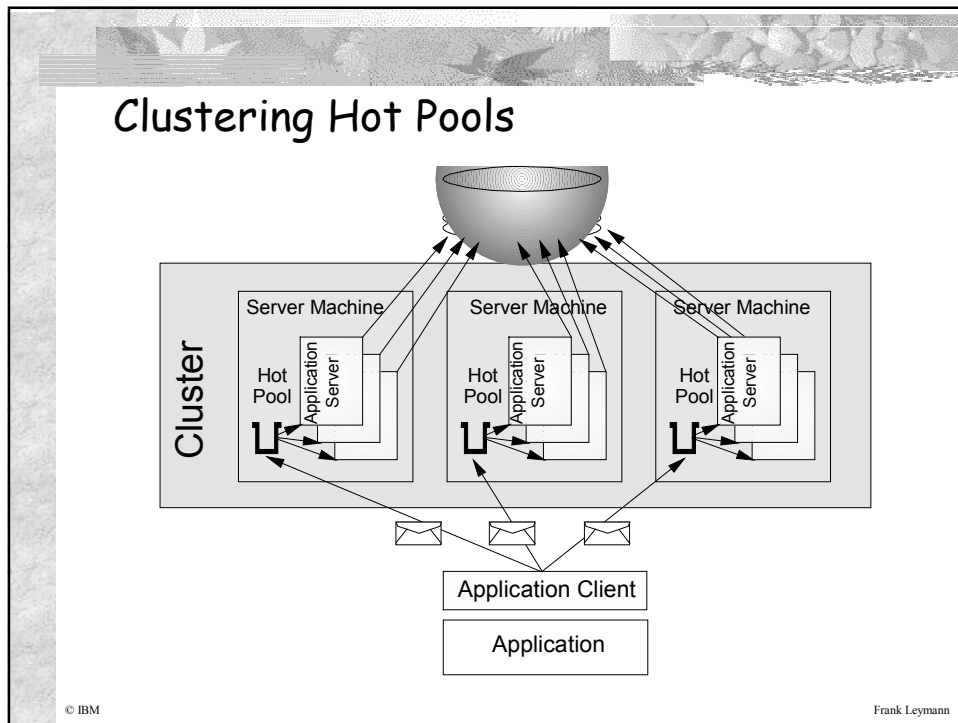 Clustering Hot Pools
Cluster
Server Machine
Hot
Pool
Application
Server
Server Machine
Hot
Pool
Application
Server
Server Machine
Hot
Pool
Application
Server
Application Client
Application
© IBM
Frank Leymann